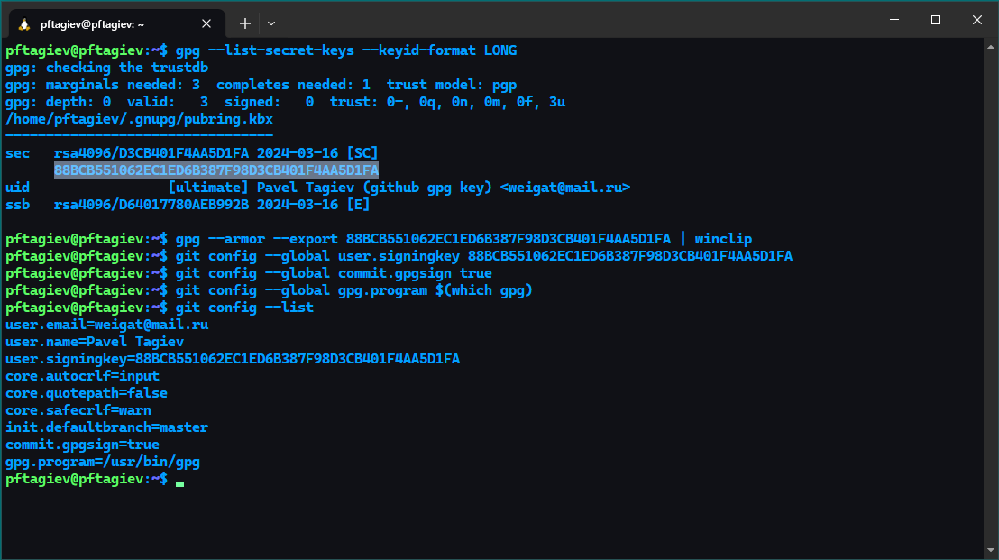 pftagiev@pftagiev: ~
pftagiev@pftagiev:~$ gpg --list-secret-keys --keyid-format LONG
gpg: checking the trustdb
gpg: marginals needed: 3  completes needed: 1  trust model: pgp
gpg: depth: 0  valid:   3  signed:   0  trust: 0-, 0q, 0n, 0m, 0f, 3u
/home/pftagiev/.gnupg/pubring.kbx
---------------------------------
sec   rsa4096/D3CB401F4AA5D1FA 2024-03-16 [SC]
      88BCB551062EC1ED6B387F98D3CB401F4AA5D1FA
uid                 [ultimate] Pavel Tagiev (github gpg key) <weigat@mail.ru>
ssb   rsa4096/D64017780AEB992B 2024-03-16 [E]

pftagiev@pftagiev:~$ gpg --armor --export 88BCB551062EC1ED6B387F98D3CB401F4AA5D1FA | winclip
pftagiev@pftagiev:~$ git config --global user.signingkey 88BCB551062EC1ED6B387F98D3CB401F4AA5D1FA
pftagiev@pftagiev:~$ git config --global commit.gpgsign true
pftagiev@pftagiev:~$ git config --global gpg.program $(which gpg)
pftagiev@pftagiev:~$ git config --list
user.email=weigat@mail.ru
user.name=Pavel Tagiev
user.signingkey=88BCB551062EC1ED6B387F98D3CB401F4AA5D1FA
core.autocrlf=input
core.quotepath=false
core.safecrlf=warn
init.defaultbranch=master
commit.gpgsign=true
gpg.program=/usr/bin/gpg
pftagiev@pftagiev:~$